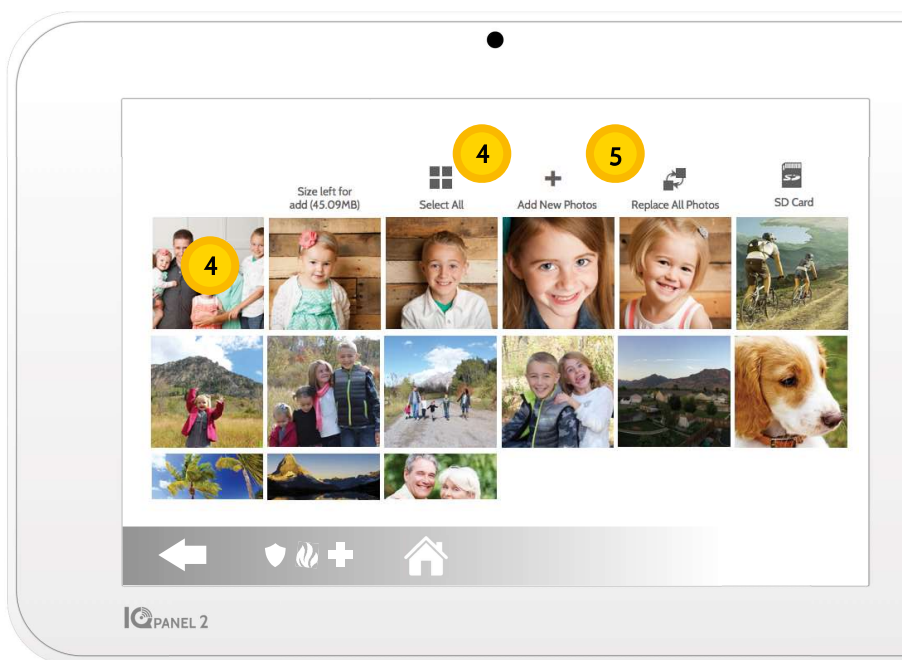 4
5
Size left for
add (45.09MB)
Select All
Add New Photos
Replace All Photos
SD
SD Card
4
IQ PANEL 2